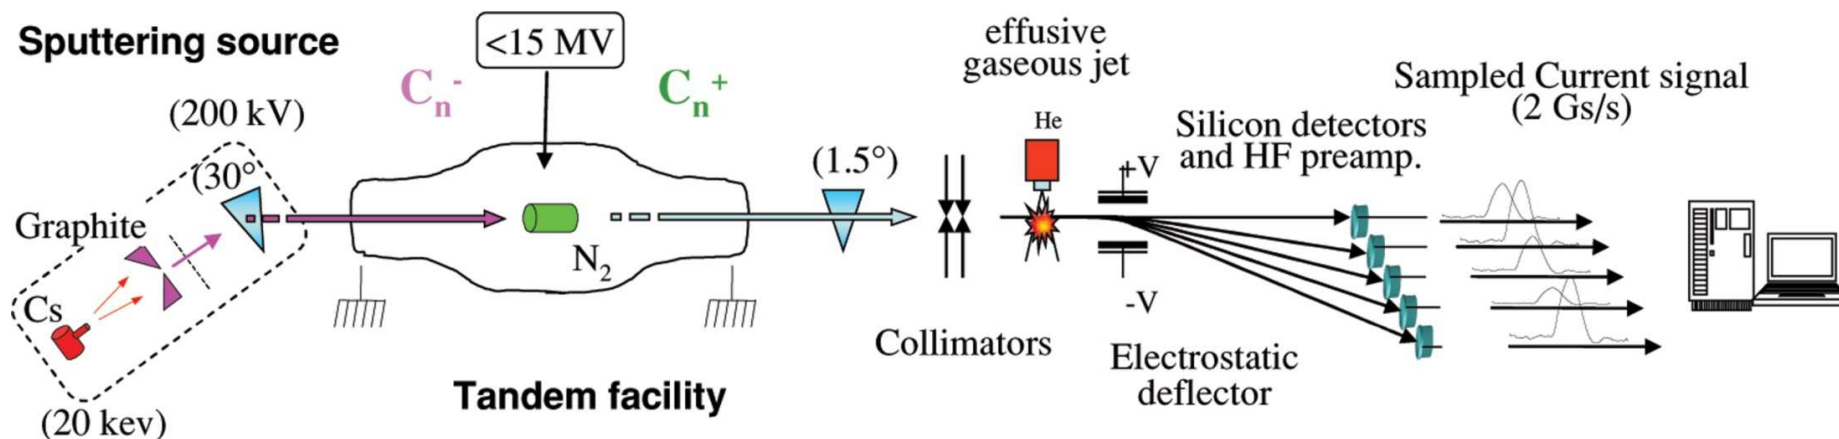 Sputtering source
(200 kV)
(30°
Graphite
Cs
(20 kev)
<15 MV
Cn-
Cn+
N2
Tandem facility
(1.5°)
Collimators
effusive
gaseous jet
He
+V
-V
Electrostatic
deflector
Silicon detectors
and HF preamp.
Sampled Current signal
(2 Gs/s)